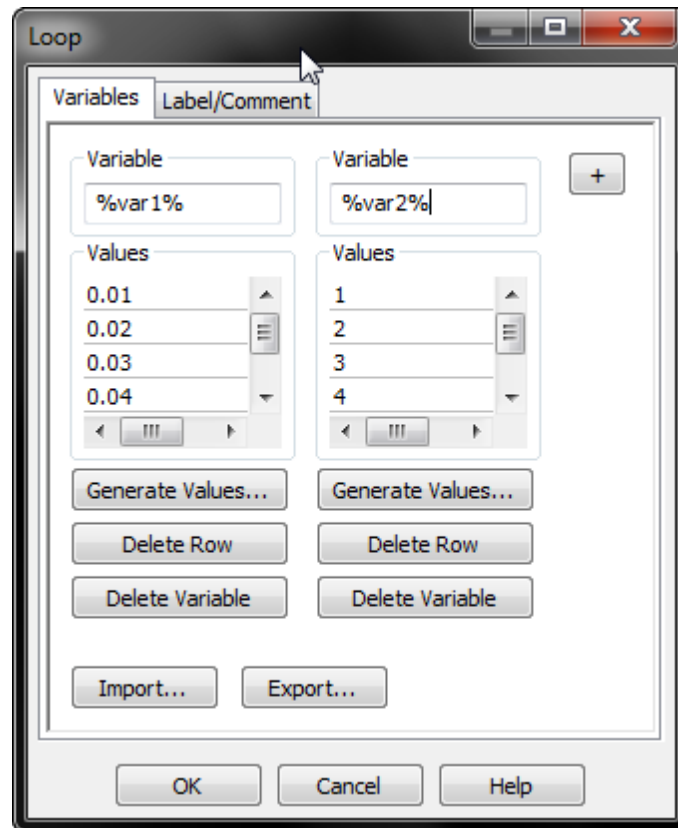 Loop
Variables Label/Comment
Variable Variable +
%var1% %var2%
Values Values
0.01 1
0.02 2
0.03 3
0.04 4
Generate Values... Generate Values...
Delete Row Delete Row
Delete Variable Delete Variable
Import... Export...
OK Cancel Help